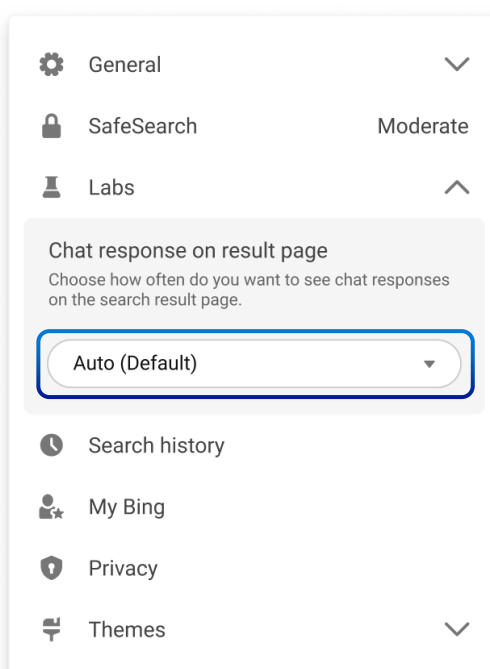 General
SafeSearch Moderate
Labs
Chat response on result page
Choose how often do you want to see chat responses
on the search result page.
Auto (Default)
Search history
My Bing
Privacy
Themes